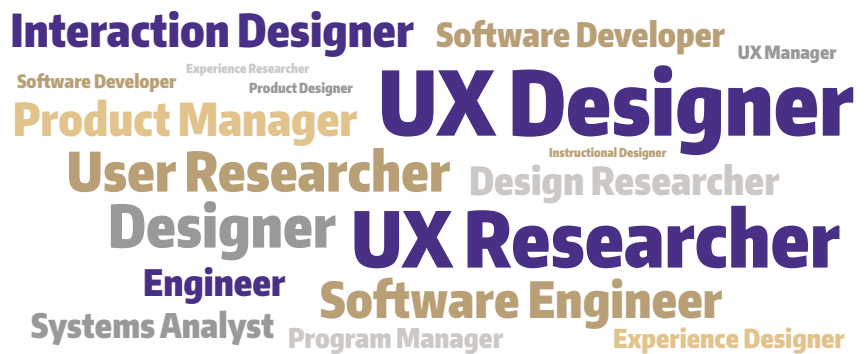 Interaction Designer
Software Developer
UX Manager
Experience Researcher
Software Developer
Product Designer
UX Designer
Product Manager
Instructional Designer
User Researcher
Design Researcher
Designer
UX Researcher
Engineer
Software Engineer
Systems Analyst
Program Manager
Experience Designer